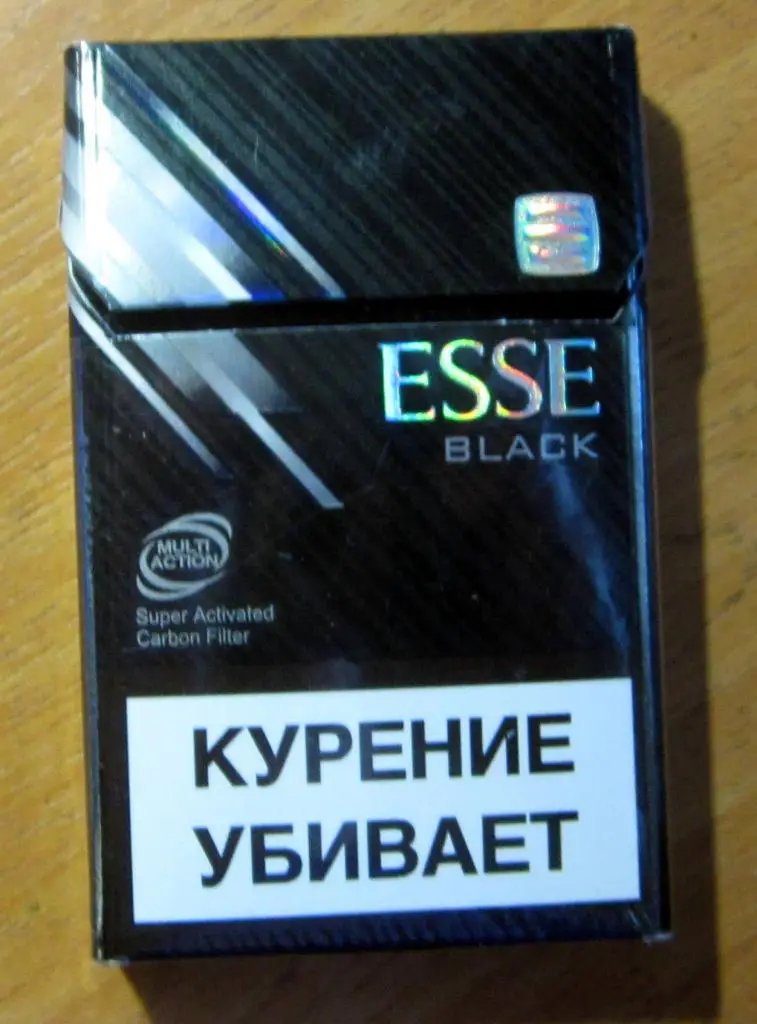 ESSE
BLACK
MULTI
ACTION
Super Activated
Carbon Filter
КУРЕНИЕ
УБИВАЕТ